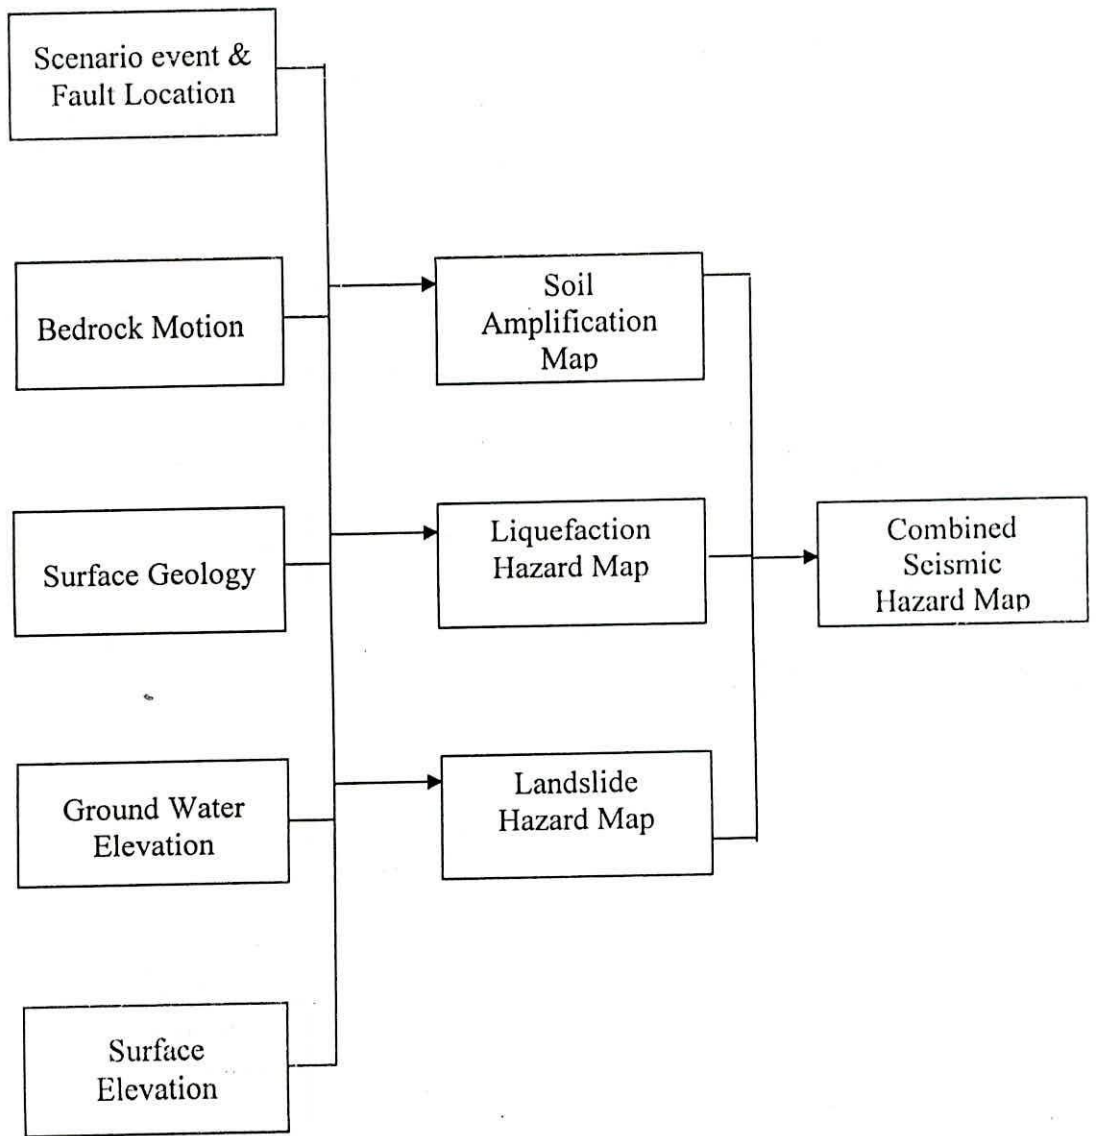 Scenario event &
Fault Location
Bedrock Motion
Surface Geology
Ground Water
Elevation
Surface
Elevation
Soil
Amplification
Map
Liquefaction
Hazard Map
Landslide
Hazard Map
Combined
Seismic
Hazard Map